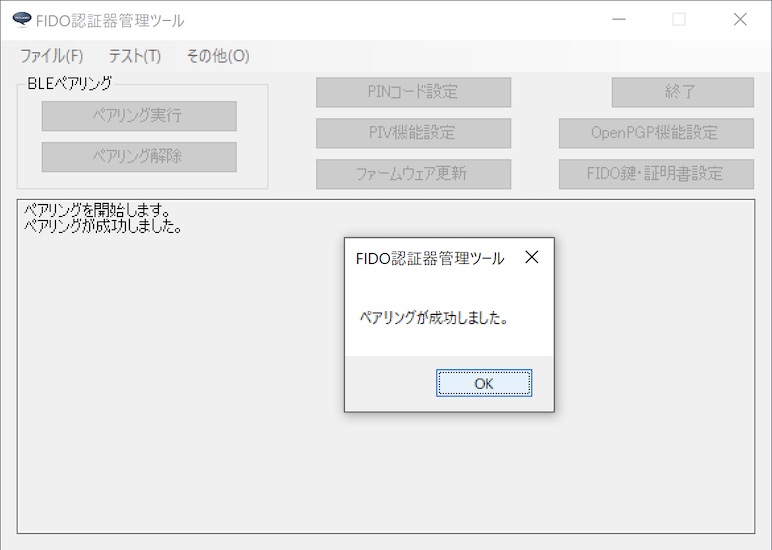 FIDO認証器管理ツール
ファイル(F) テスト(T) その他(O)
BLEペアリング
ペアリング実行
ペアリング解除
PINコード設定
PIV機能設定
ファームウェア更新
終了
OpenPGP機能設定
FIDO鍵・証明書設定
ペアリングを開始します。
ペアリングが成功しました。
FIDO認証器管理ツール
ペアリングが成功しました。
OK